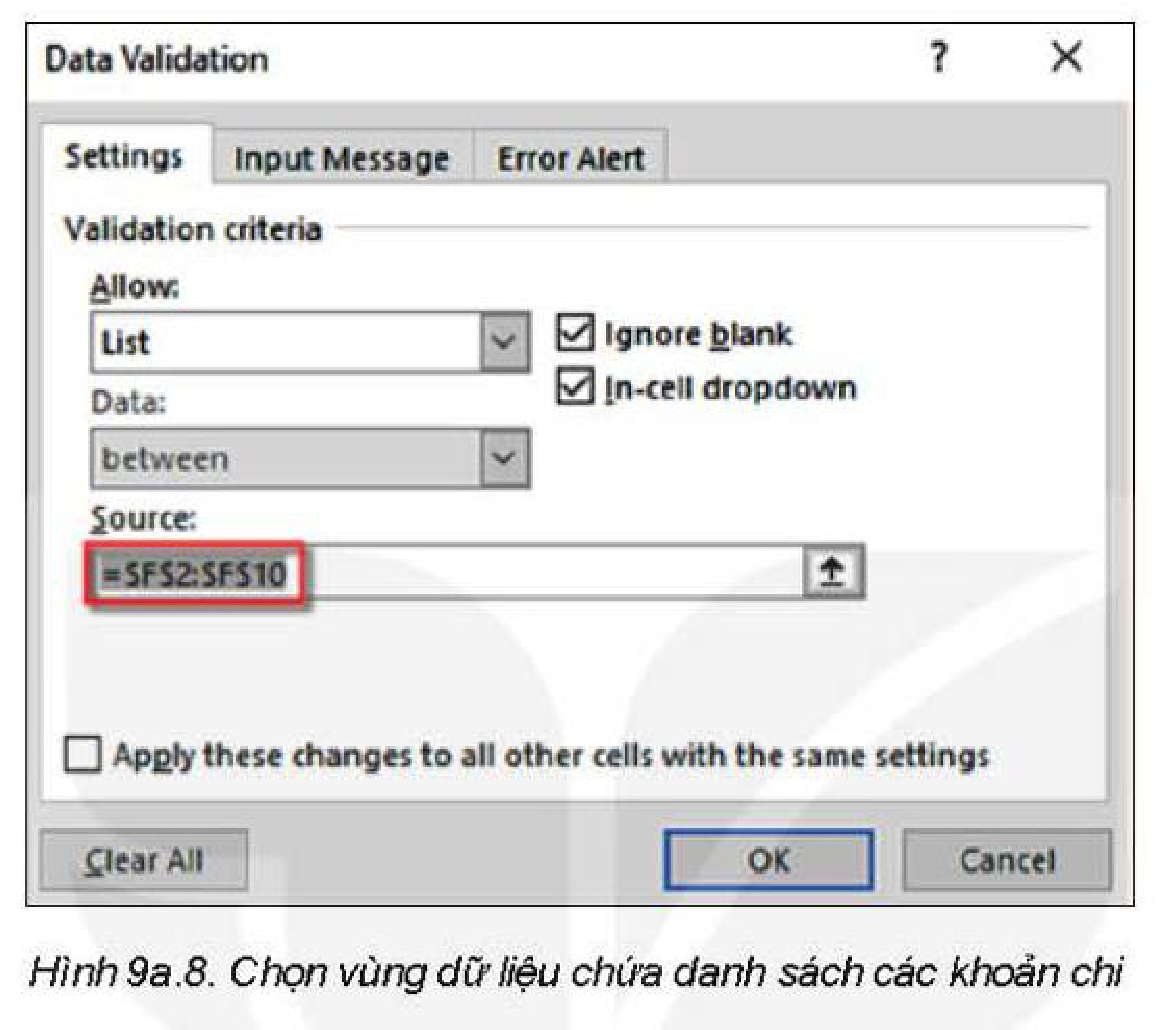 Data Validation ? ×
Settings Input Message Error Alert
Validation criteria
Allow:
List
Ignore blank
In-cell dropdown
Data:
between
Source:
=$F$2:$F$10
Apply these changes to all other cells with the same settings
Clear All OK Cancel
Hình 9a.8. Chọn vùng dữ liệu chứa danh sách các khoản chi